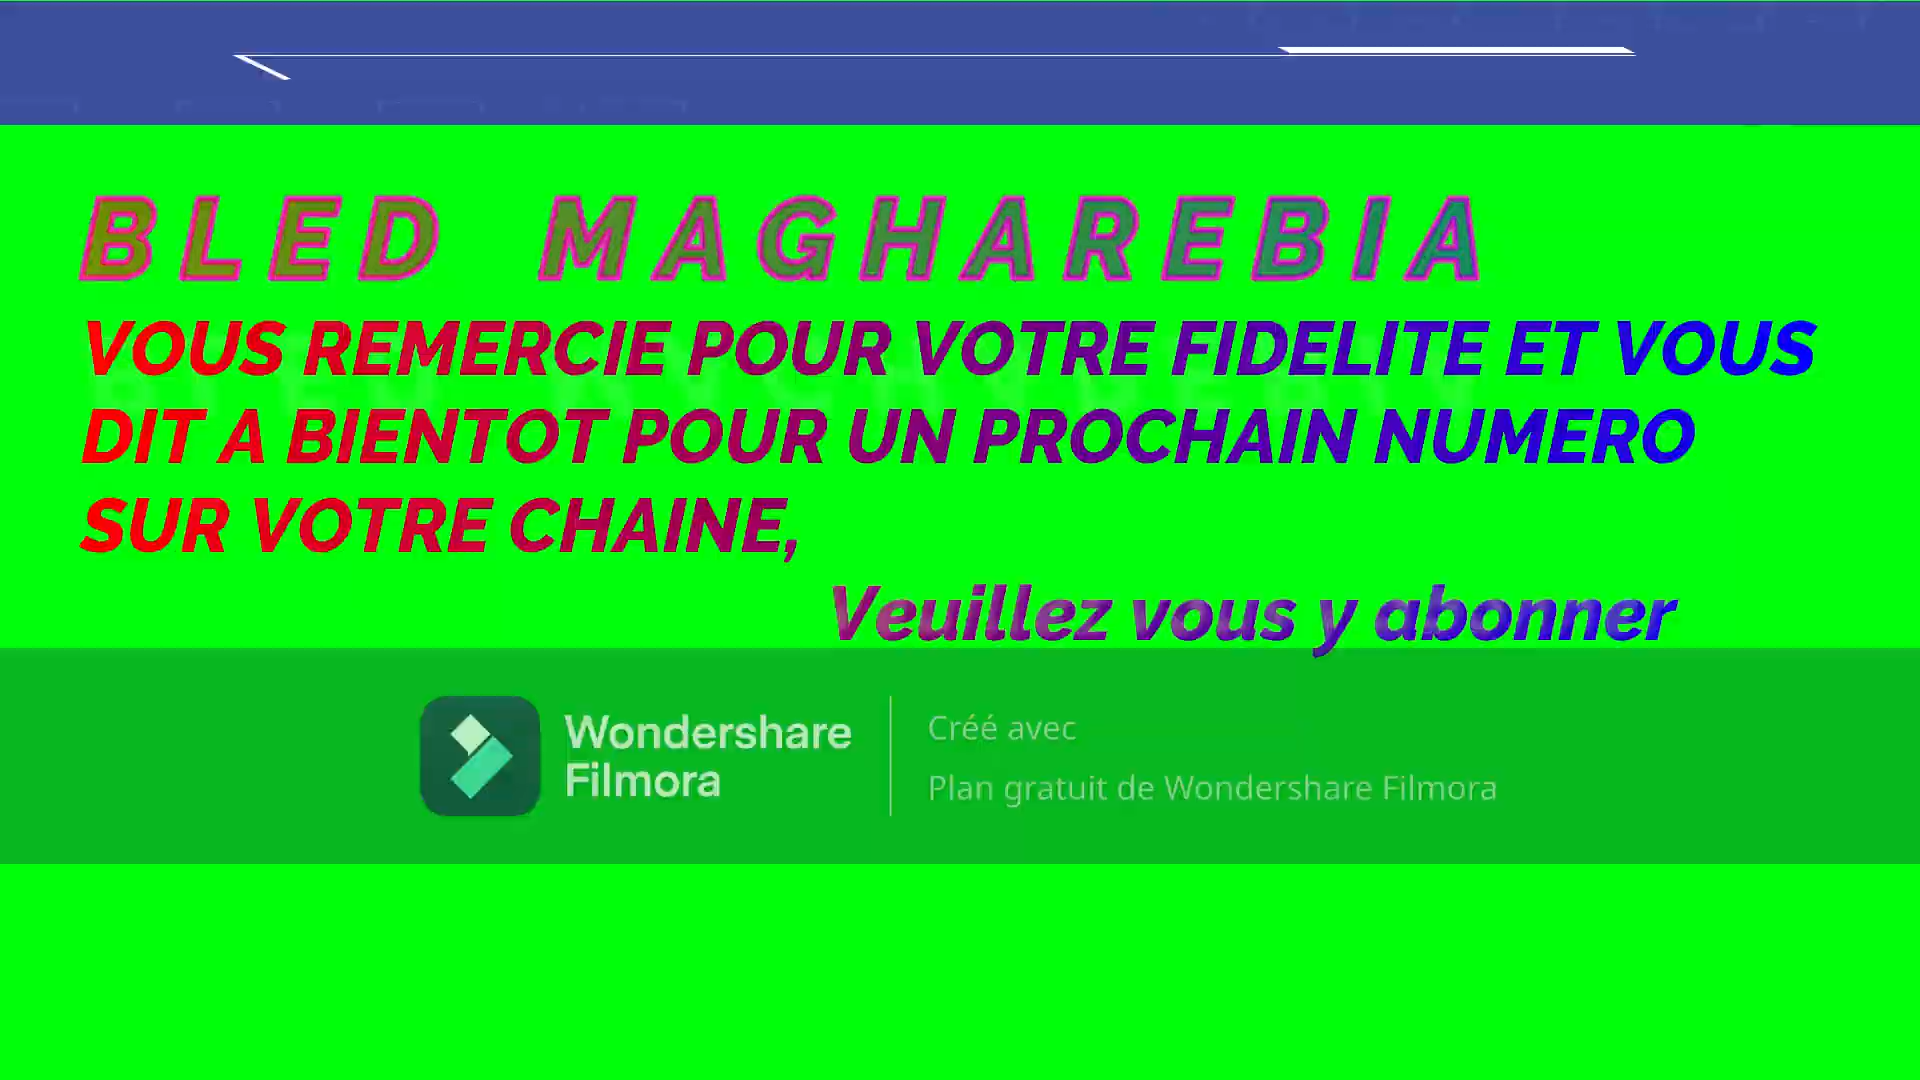 BLED MAGHAREBIA
VOUS REMERCIE POUR VOTRE FIDELITE ET VOUS
DIT A BIENTOT POUR UN PROCHAIN NUMERO
SUR VOTRE CHAINE,
Veuillez vous y abonner
Wondershare
Filmora
Créé avec
Plan gratuit de Wondershare Filmora